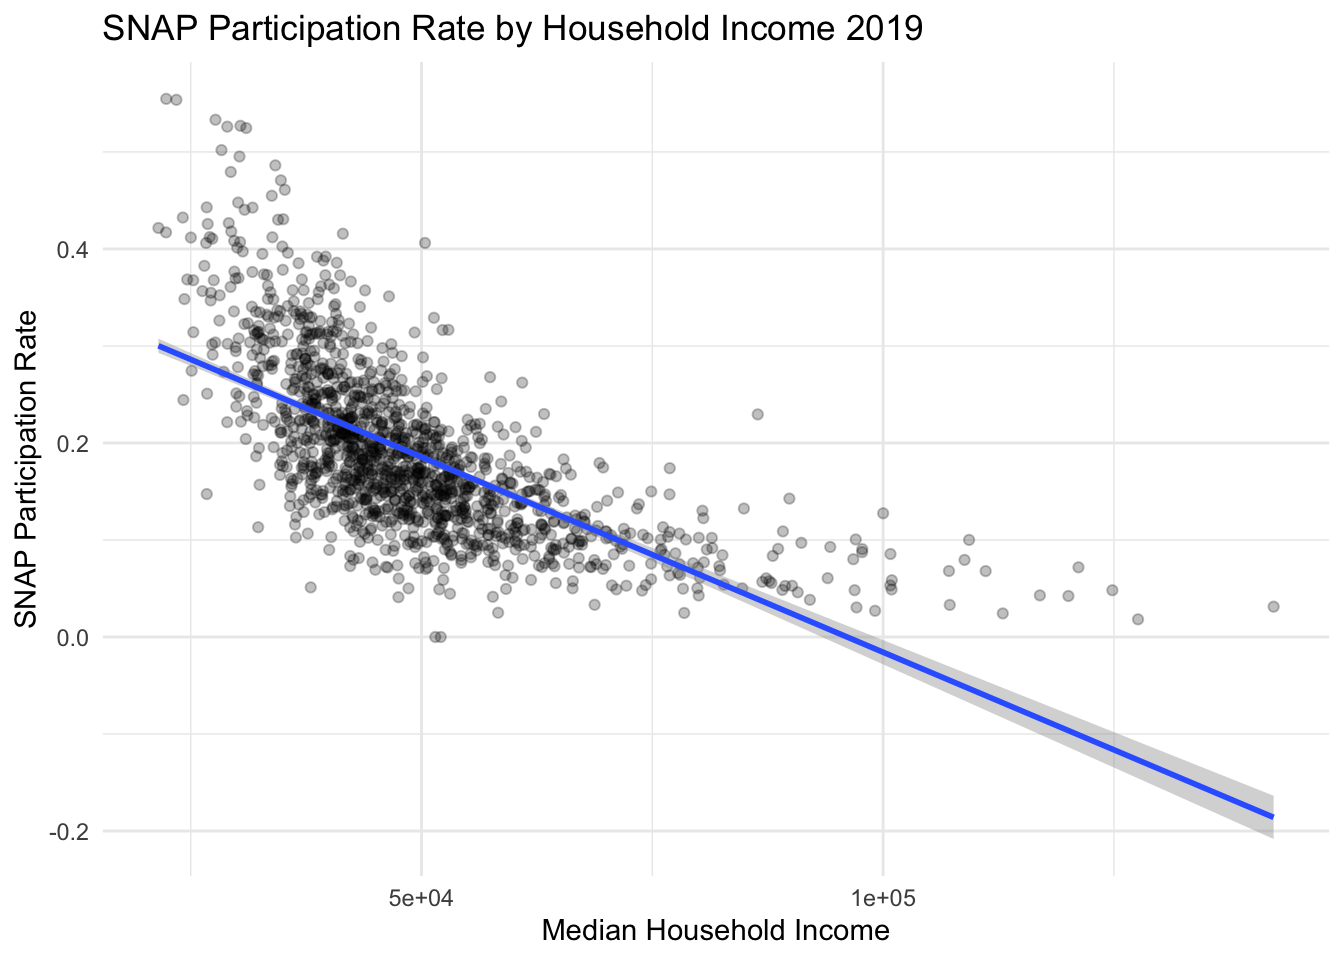 SNAP Participation Rate by Household Income 2019
SNAP Participation Rate
0.4
0.2
0.0
-0.2
5e+04
1e+05
Median Household Income